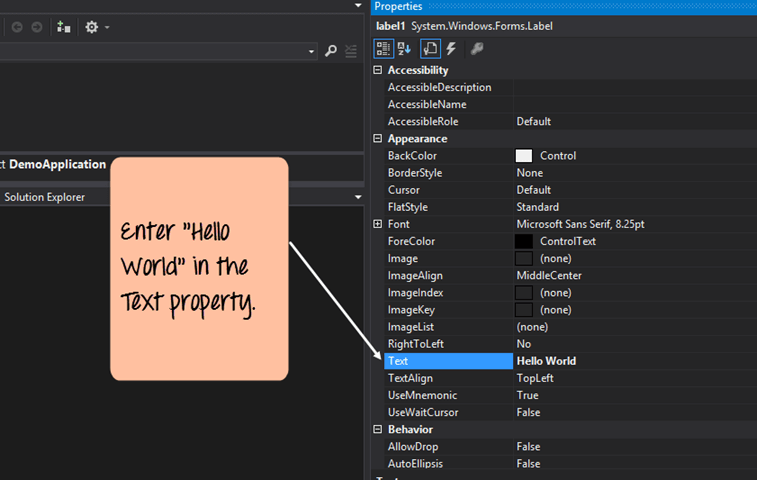 Properties
label1 System.Windows.Forms.Label
Accessibility
AccessibleDescription
AccessibleName
AccessibleRole Default
Appearance
BackColor Control
BorderStyle None
Cursor Default
FlatStyle Standard
Font Microsoft Sans Serif, 8.25pt
ForeColor ControlText
Image (none)
ImageAlign MiddleCenter
ImageIndex (none)
ImageKey (none)
ImageList (none)
RightToLeft No
Text Hello World
TextAlign TopLeft
UseMnemonic True
UseWaitCursor False
Behavior
AllowDrop False
AutoEllipsis False
ct DemoApplication
Solution Explorer
Enter "Hello
World" in the
Text property.